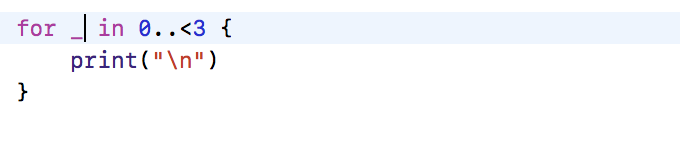 for _ in 0..<3 {
    print("\n")
}